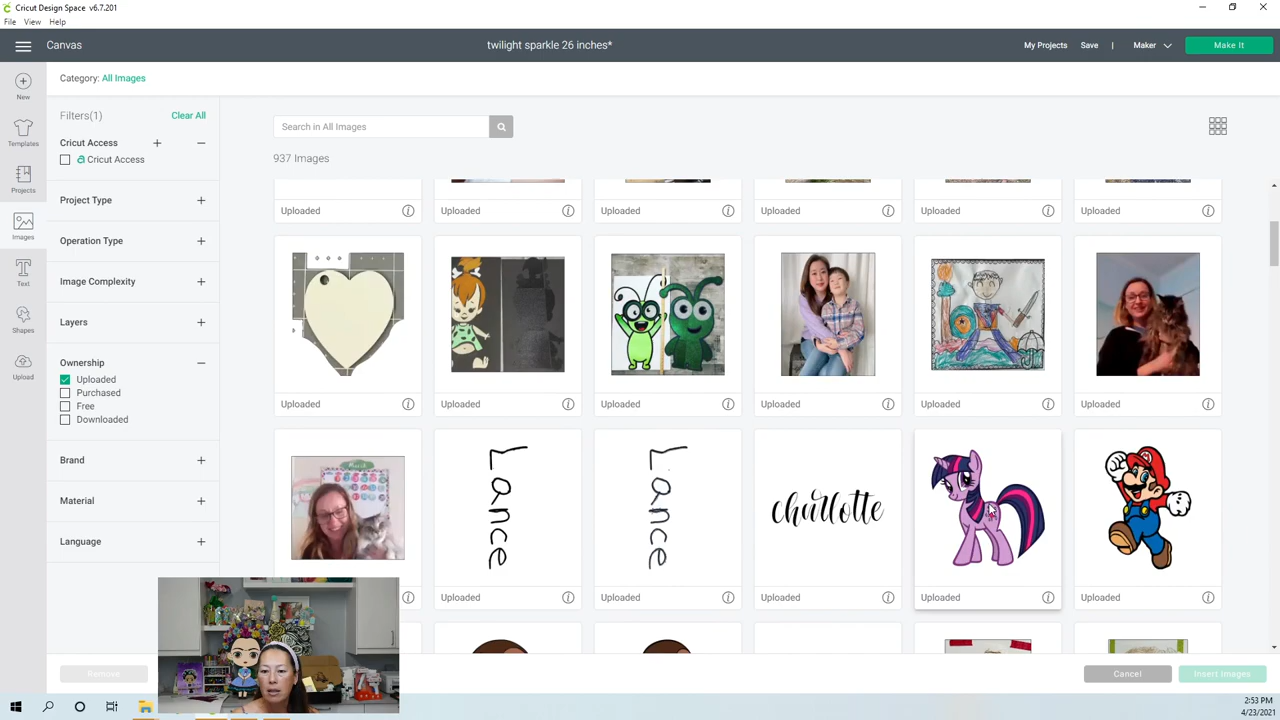 Cricut Design Space v6.7.201
File View Help
Canvas
twilight sparkle 26 inches*
My Projects Save | Maker Make It
New
Templates
Projects
Images
Text
Shapes
Upload
Category: All Images
Filters(1) Clear All
Cricut Access
Cricut Access
Project Type
Operation Type
Image Complexity
Layers
Ownership
Uploaded
Purchased
Free
Downloaded
Brand
Material
Language
Search in All Images
937 Images
Uploaded Uploaded Uploaded Uploaded Uploaded Uploaded
Uploaded Uploaded Uploaded Uploaded Uploaded Uploaded
Lance Lance charlotte
Uploaded Uploaded Uploaded Uploaded Uploaded
Remove Cancel Insert Images
2:53 PM
4/23/2021